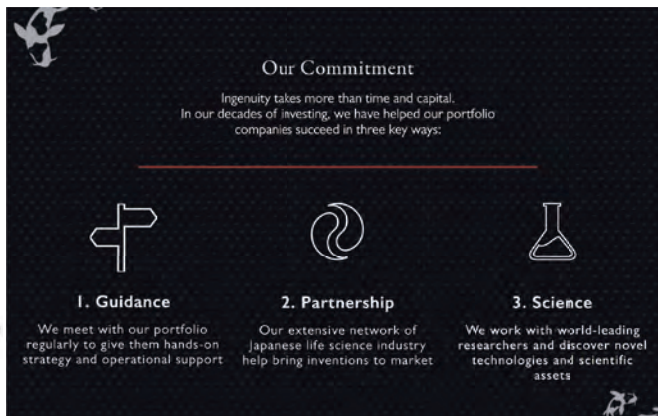 Our Commitment
Ingenuity takes more than time and capital.
In our decades of investing, we have helped our portfolio
companies succeed in three key ways:
1. Guidance
We meet with our portfolio
regularly to give them hands-on
strategy and operational support
2. Partnership
Our extensive network of
Japanese life science industry
help bring inventions to market
3. Science
We work with world-leading
researchers and discover novel
technologies and scientific
assets